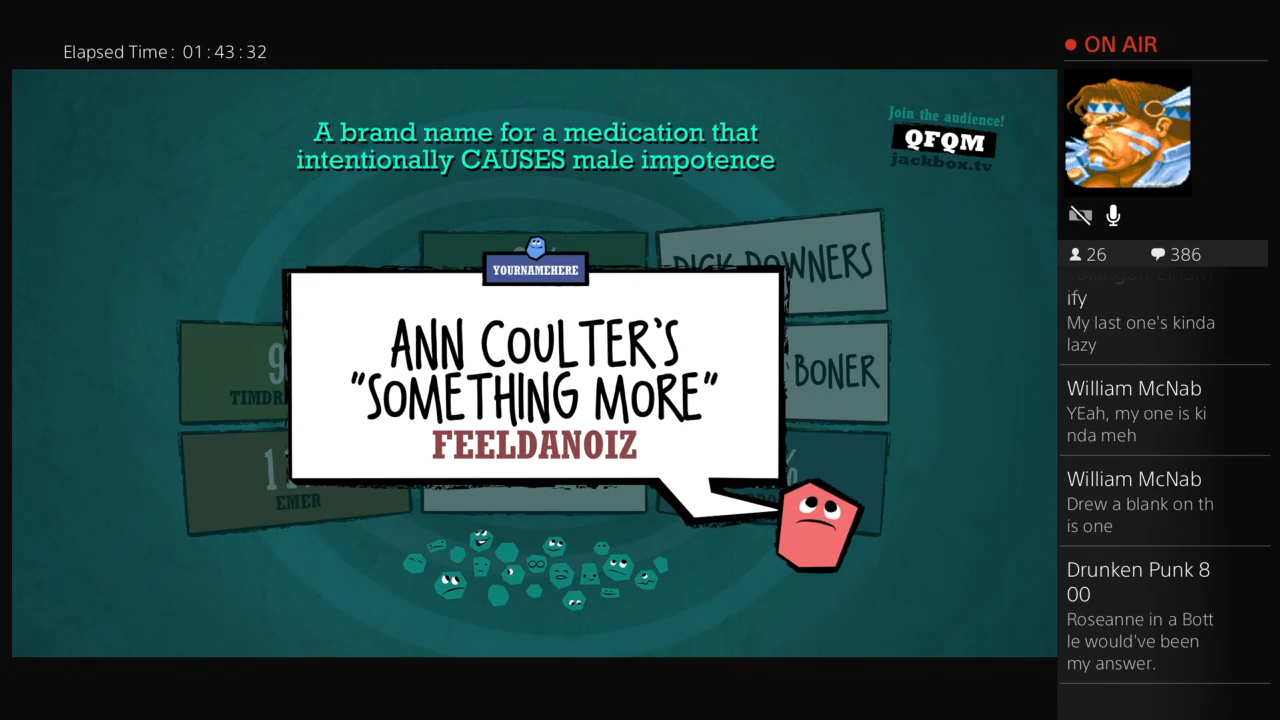 Elapsed Time: 01:43:32
ON AIR
A brand name for a medication that
intentionally CAUSES male impotence
Join the audience!
QFQM
jackbox.tv
26 386
YOURNAMEHERE
DICK DOWNERS
ANN COULTER'S
"SOMETHING MORE"
FEELDANOIZ
BONER
EMER
ify
My last one's kinda
lazy
William McNab
YEah, my one is ki
nda meh
William McNab
Drew a blank on th
is one
Drunken Punk 8
00
Roseanne in a Bott
le would've been
my answer.